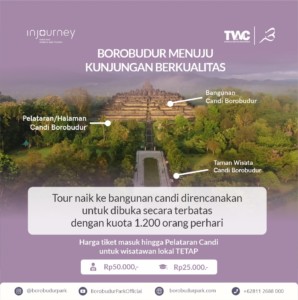 injourney
TWC
BOROBUDUR MENUJU
KUNJUNGAN BERKUALITAS
Bangunan
Candi Borobudur
Pelataran/Halaman
Candi Borobudur
Taman Wisata
Candi Borobudur
Tour naik ke bangunan candi direncanakan
untuk dibuka secara terbatas
dengan kuota 1.200 orang perhari
Harga tiket masuk hingga Pelataran Candi
untuk wisatawan lokal TETAP
Rp50.000,-
Rp25.000,-
@borobudurpark
BorobudurParkOfficial
borobudurpark.com